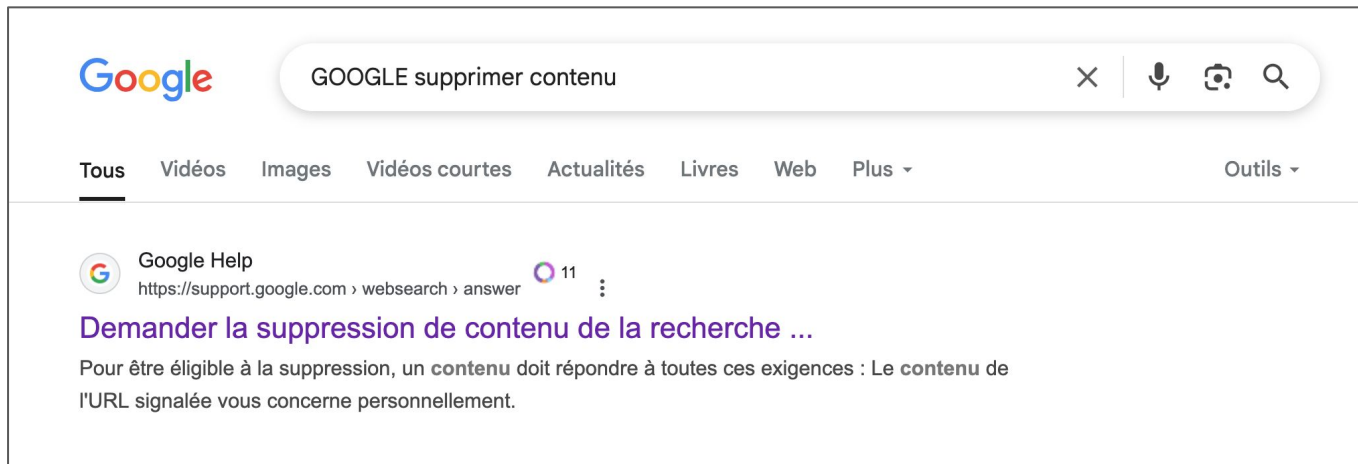 Google
GOOGLE supprimer contenu
Tous Vidéos Images Vidéos courtes Actualités Livres Web Plus Outils
Google Help
https://support.google.com › websearch › answer 11
Demander la suppression de contenu de la recherche ...
Pour être éligible à la suppression, un contenu doit répondre à toutes ces exigences : Le contenu de
l'URL signalée vous concerne personnellement.